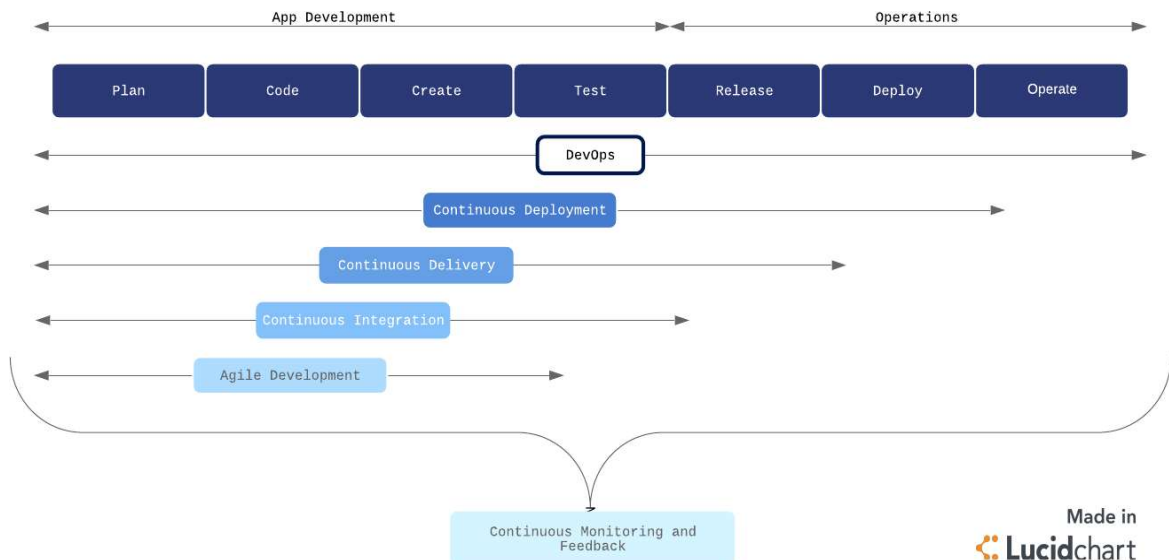 App Development
Operations
Plan
Code
Create
Test
Release
Deploy
Operate
DevOps
Continuous Deployment
Continuous Delivery
Continuous Integration
Agile Development
Continuous Monitoring and
Feedback
Made in
Lucidchart